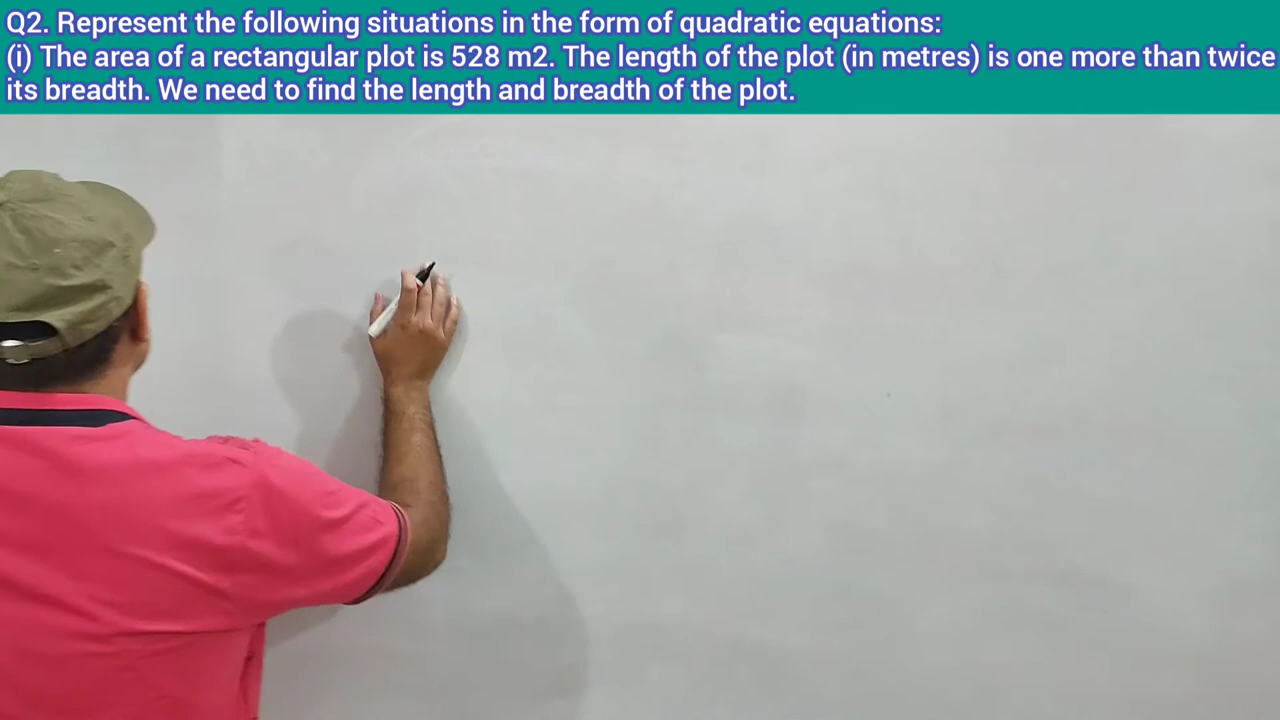 Q2. Represent the following situations in the form of quadratic equations:
(i) The area of a rectangular plot is 528 m2. The length of the plot (in metres) is one more than twice
its breadth. We need to find the length and breadth of the plot.